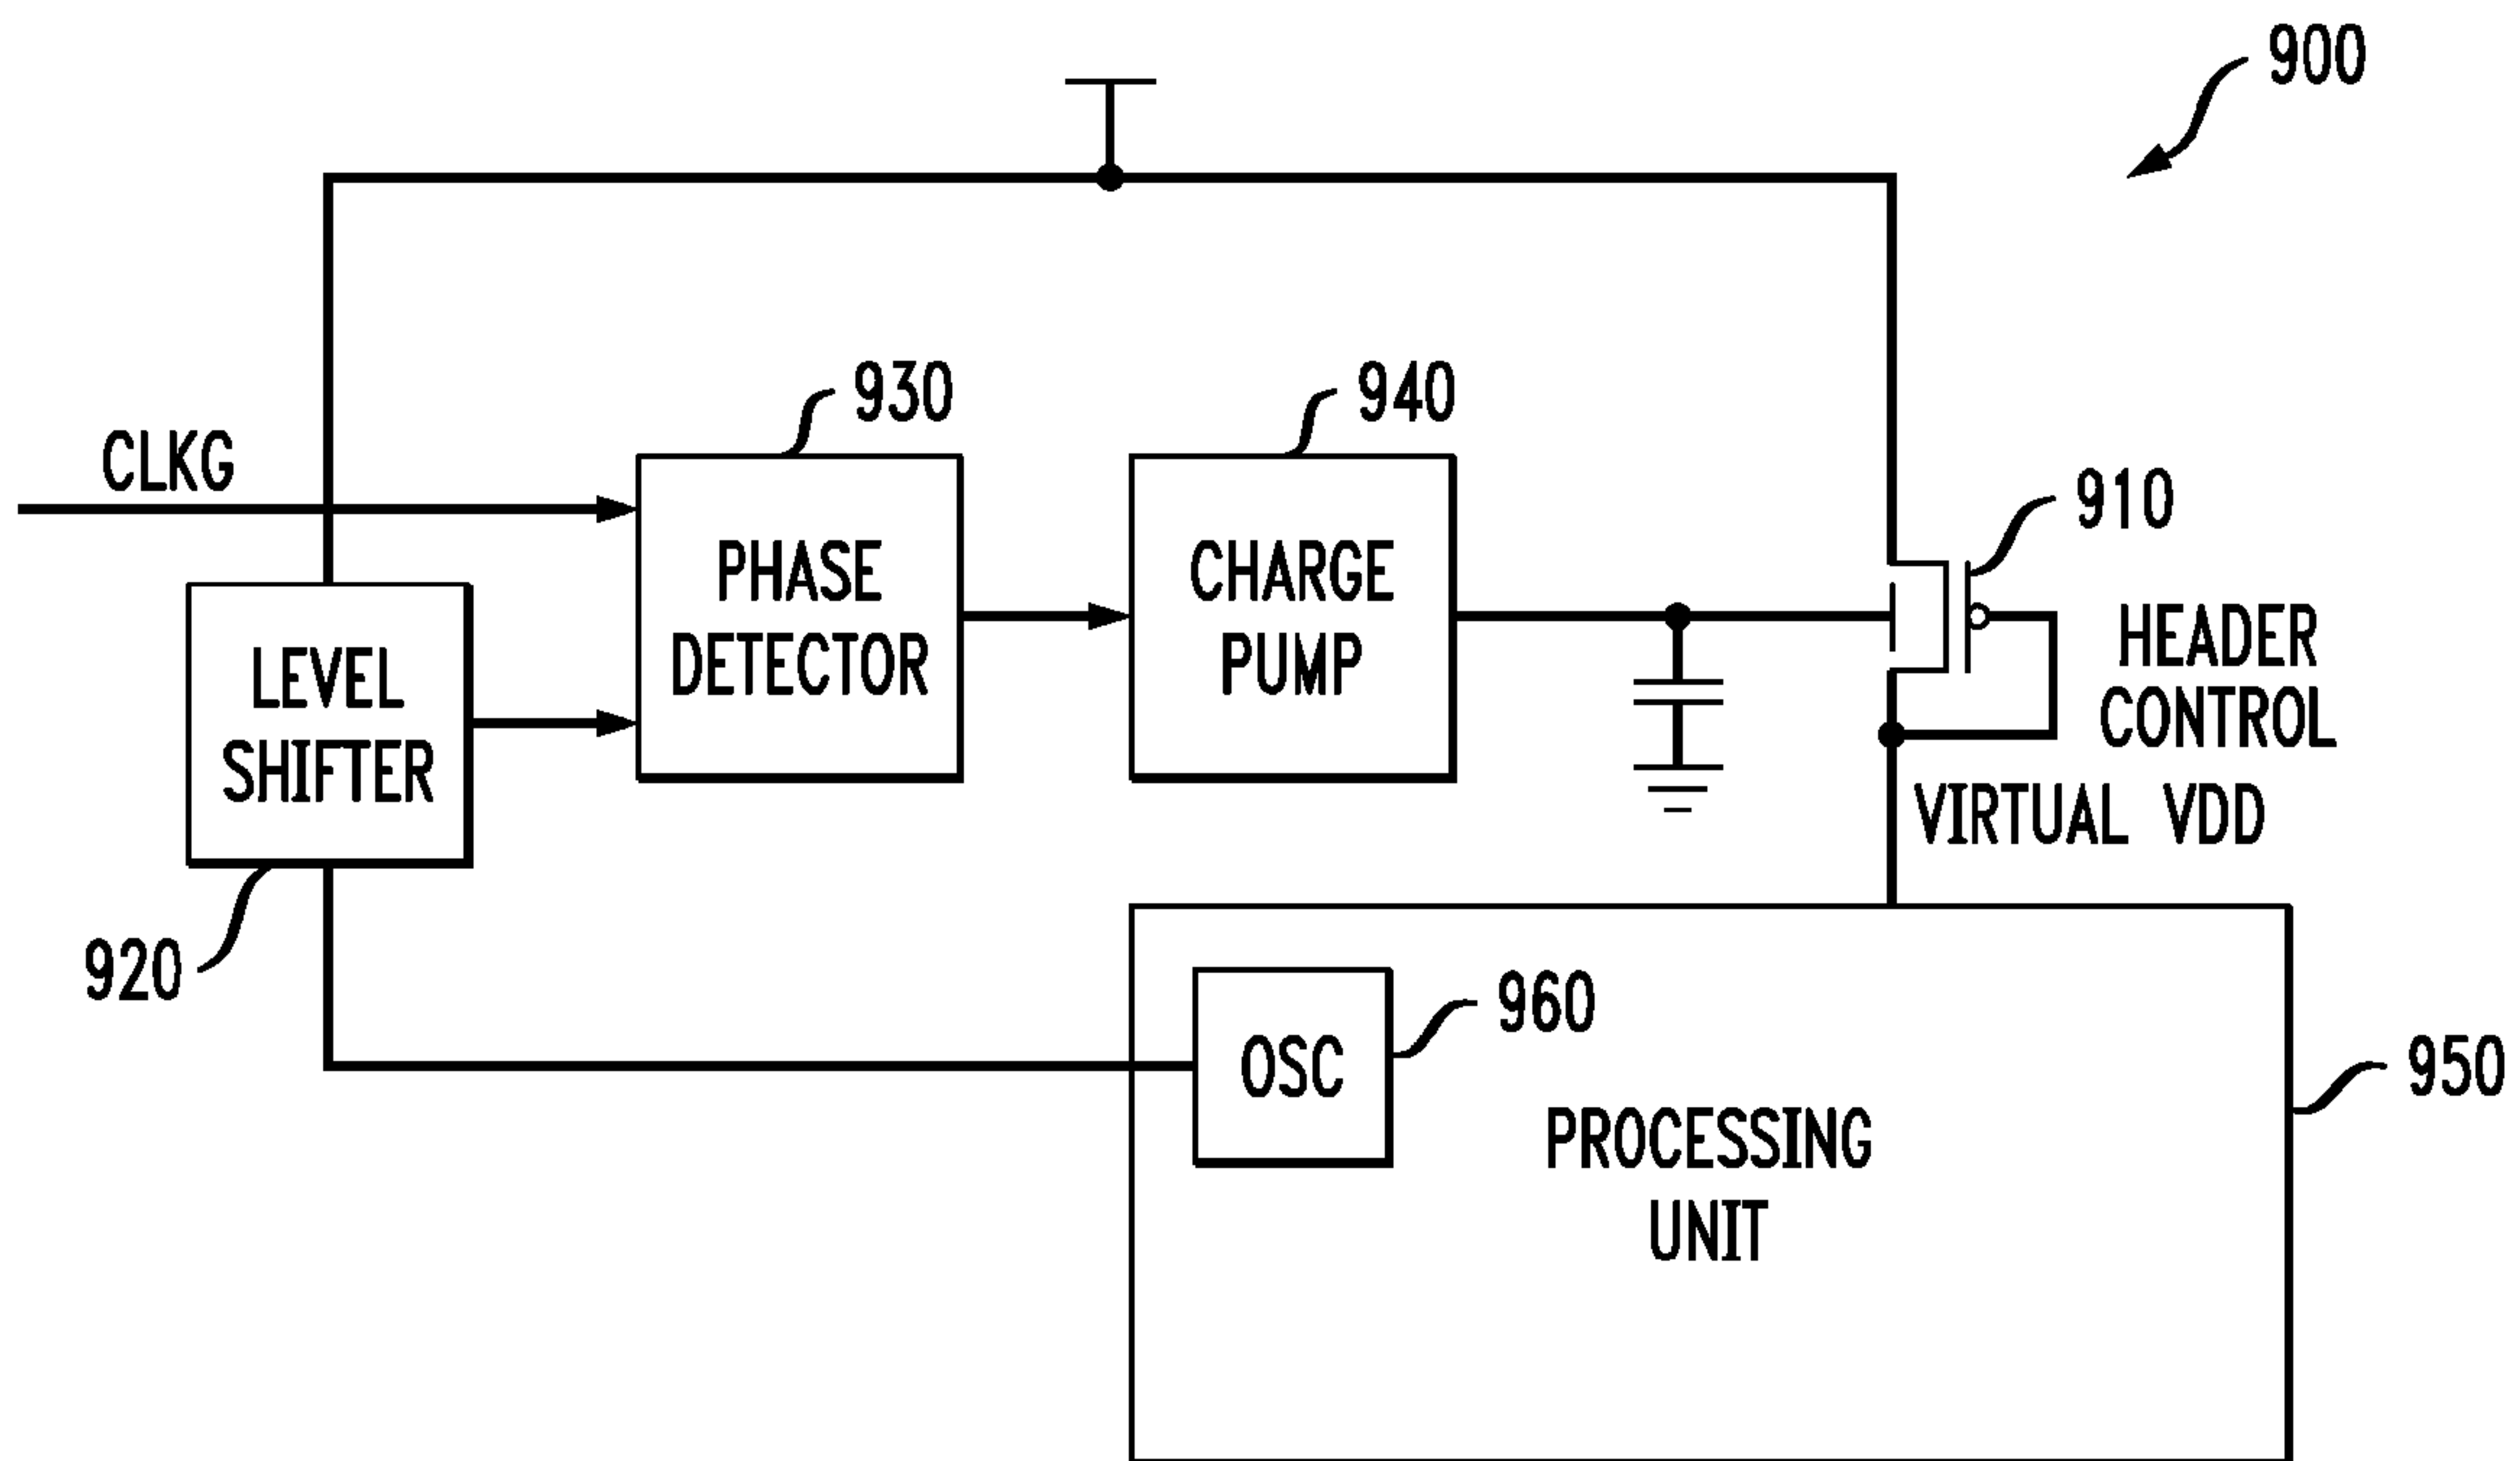 900
930
940
CLKG
910
PHASE
DETECTOR
CHARGE
PUMP
HEADER
CONTROL
LEVEL
SHIFTER
VIRTUAL VDD
920
960
OSC
950
PROCESSING
UNIT